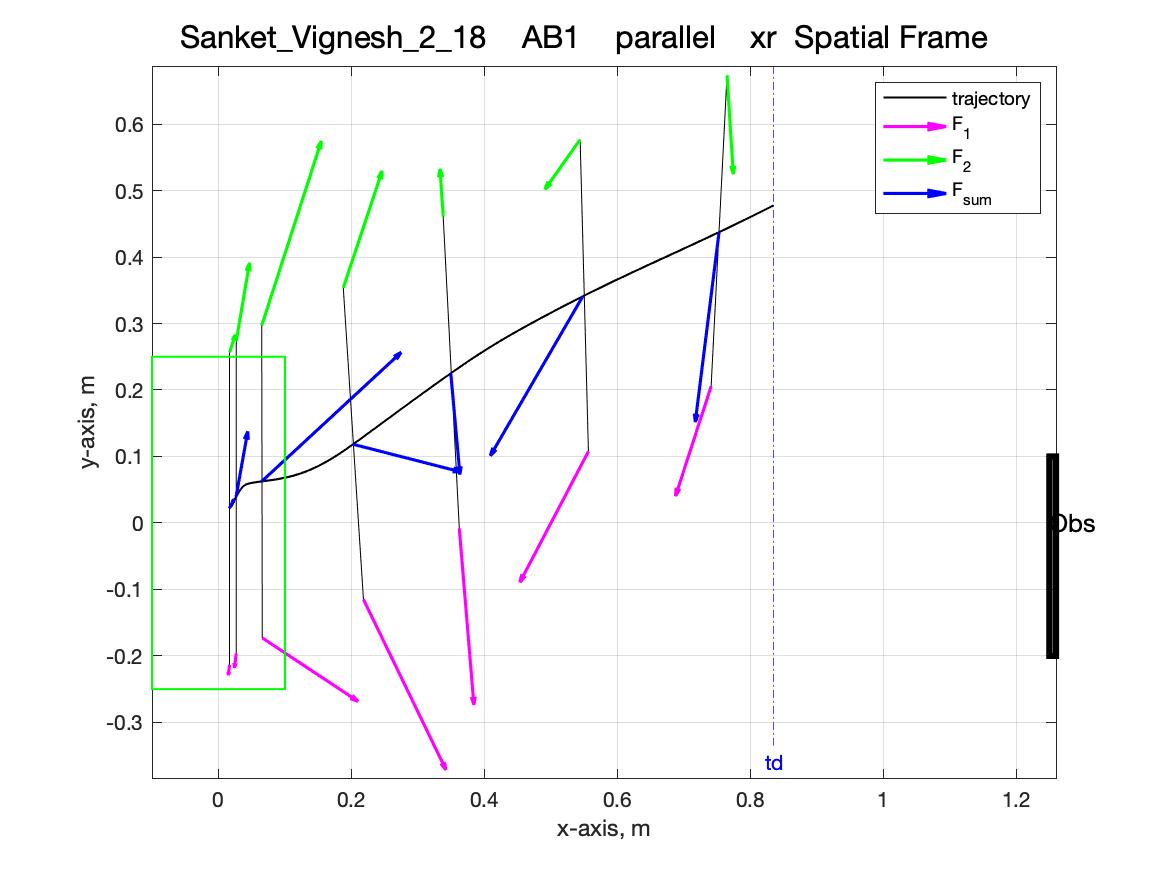 Sanket_Vignesh_2_18 AB1 parallel xr Spatial Frame
trajectory
F1
F2
Fsum
0.6
0.5
0.4
0.3
0.2
0.1
0
-0.1
-0.2
-0.3
y-axis, m
Obs
td
0 0.2 0.4 0.6 0.8 1 1.2
x-axis, m